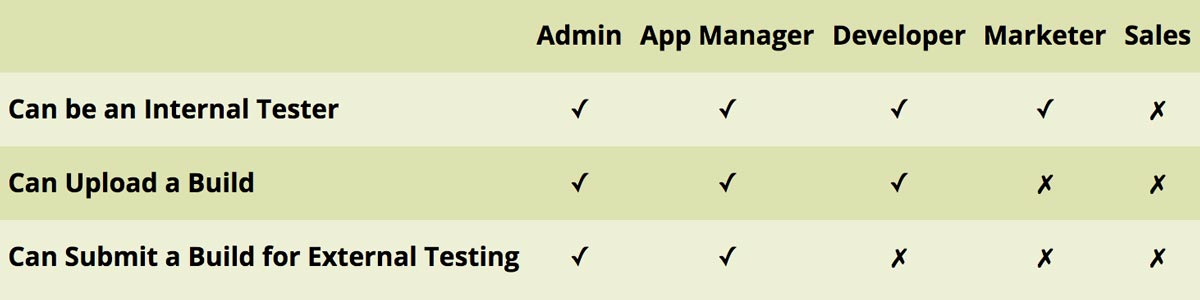 Admin App Manager Developer Marketer Sales
Can be an Internal Tester ✓ ✓ ✓ ✓ ✗
Can Upload a Build ✓ ✓ ✓ ✗ ✗
Can Submit a Build for External Testing ✓ ✓ ✗ ✗ ✗